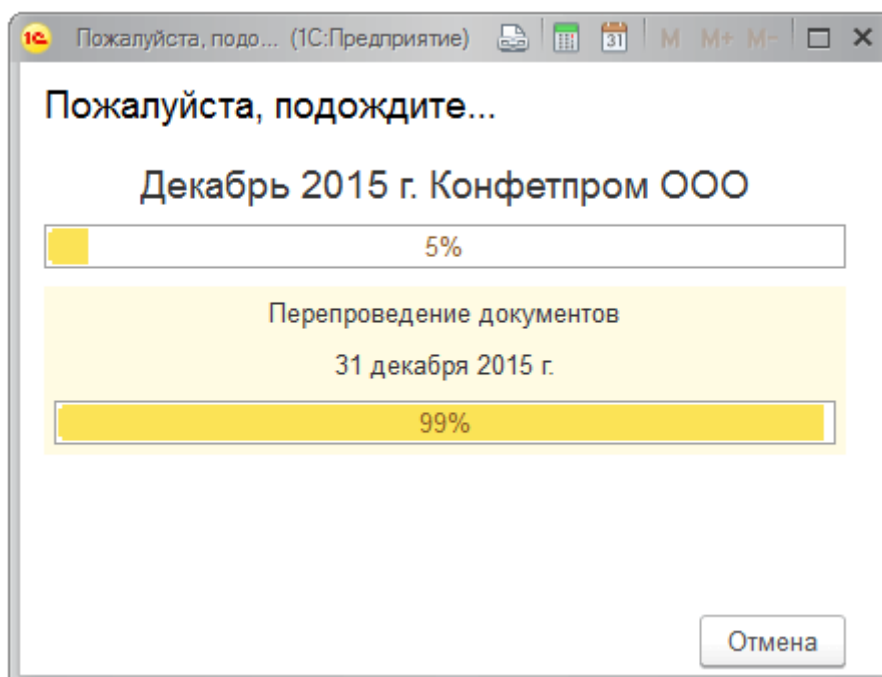 1С Пожалуйста, подо... (1С:Предприятие) 31 M M+ M-
Пожалуйста, подождите...
Декабрь 2015 г. Конфетпром ООО
5%
Перепроведение документов
31 декабря 2015 г.
99%
Отмена